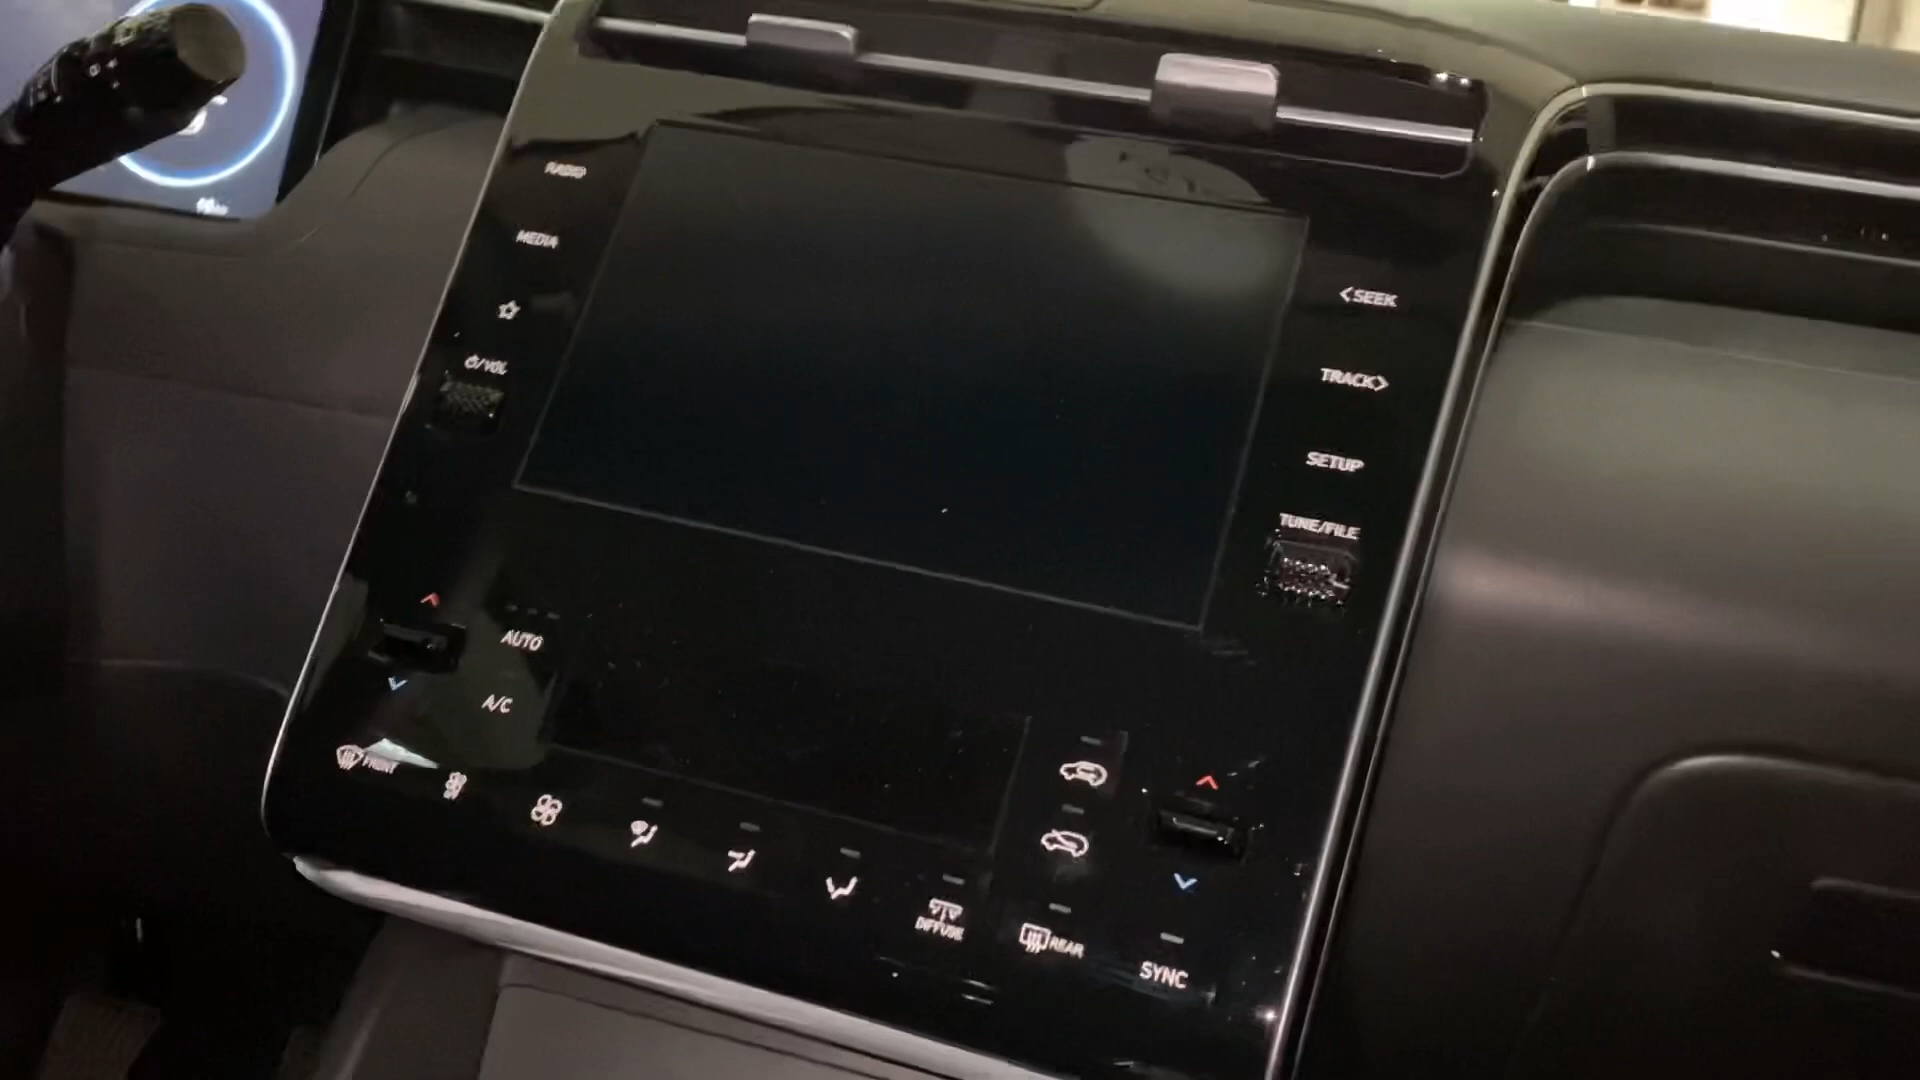 RADIO
MEDIA
/VOL
<SEEK
TRACK>
SETUP
TUNE/FILE
AUTO
A/C
FRONT
DIFFUSE
REAR
SYNC